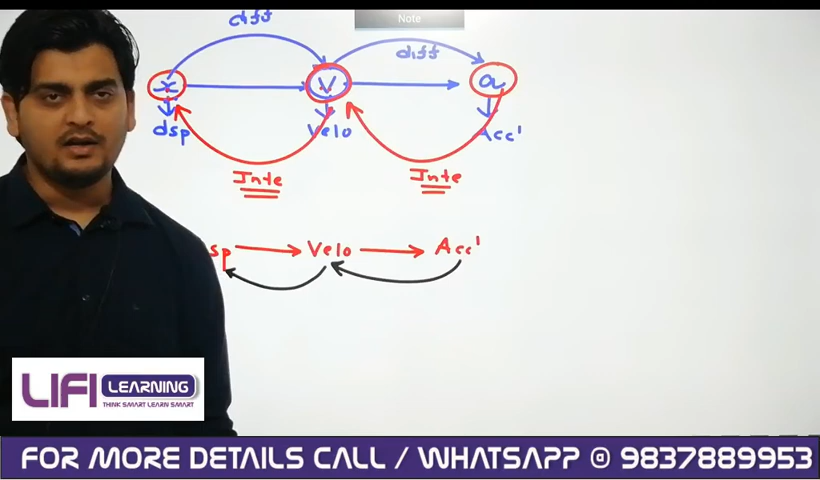 Note
diff
diff
x v a
dsp Velo Acc'
Inte Inte
sp Velo Acc'
LIFI LEARNING
THINK SMART LEARN SMART
FOR MORE DETAILS CALL / WHATSAPP @ 9837889953